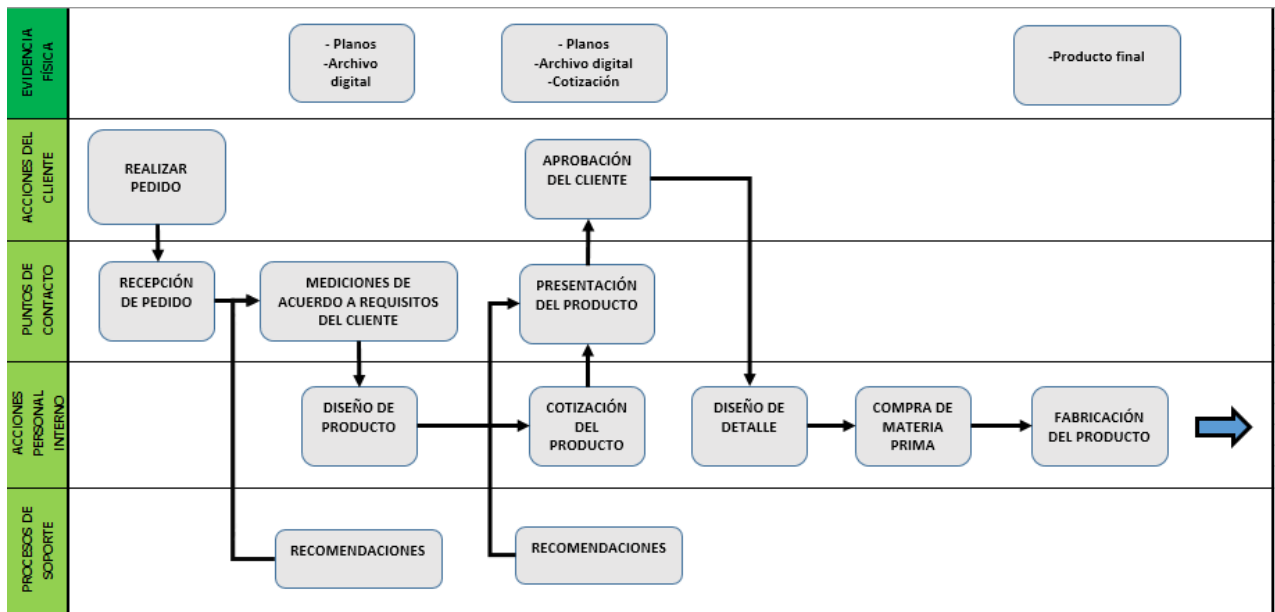 EVIDENCIA
FÍSICA
- Planos
-Archivo
digital
- Planos
-Archivo digital
-Cotización
-Producto final
ACCIONES DEL
CLIENTE
REALIZAR
PEDIDO
APROBACIÓN
DEL CLIENTE
PUNTOS DE
CONTACTO
RECEPCIÓN
DE PEDIDO
MEDICIONES DE
ACUERDO A REQUISITOS
DEL CLIENTE
PRESENTACIÓN
DEL PRODUCTO
ACCIONES
PERSONAL
INTERNO
DISEÑO DE
PRODUCTO
COTIZACIÓN
DEL
PRODUCTO
DISEÑO DE
DETALLE
COMPRA DE
MATERIA
PRIMA
FABRICACIÓN
DEL PRODUCTO
PROCESOS DE
SOPORTE
RECOMENDACIONES
RECOMENDACIONES